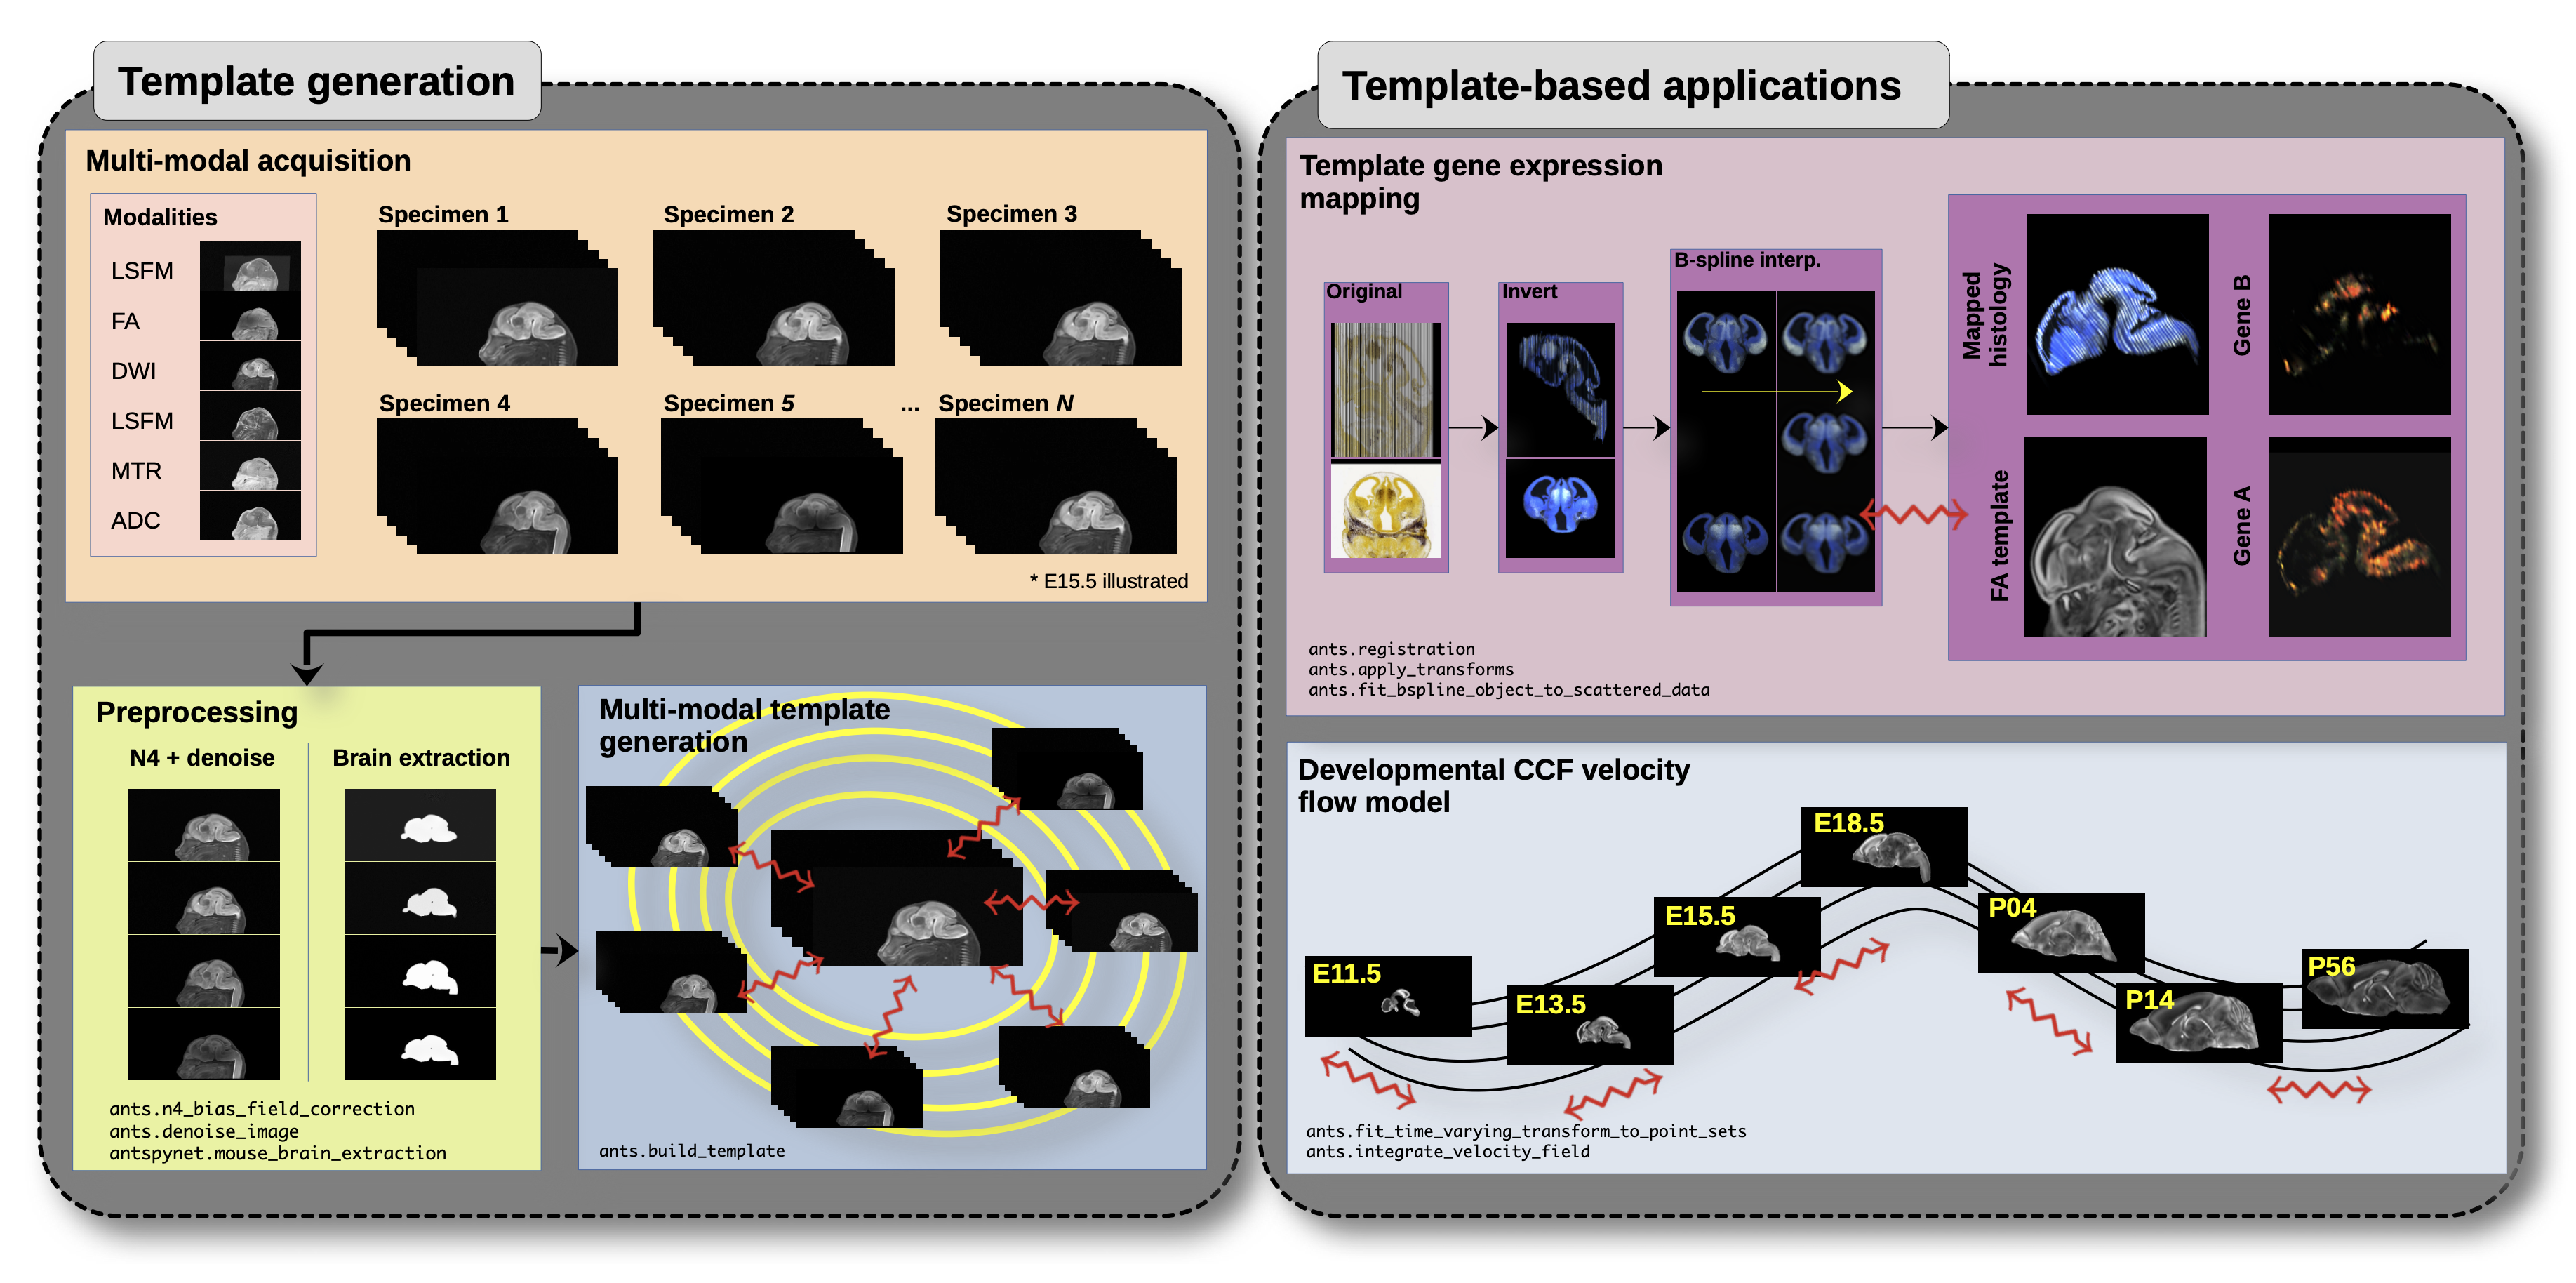 Template generation
Multi-modal acquisition
Modalities
LSFM
FA
DWI
LSFM
MTR
ADC
Specimen 1
Specimen 2
Specimen 3
Specimen 4
Specimen 5
...
Specimen N
* E15.5 illustrated
Preprocessing
N4 + denoise
Brain extraction
ants.n4_bias_field_correction
ants.denoise_image
antspynet.mouse_brain_extraction
Multi-modal template
generation
ants.build_template
Template-based applications
Template gene expression
mapping
Original
Invert
B-spline interp.
Mapped
histology
Gene B
FA template
Gene A
ants.registration
ants.apply_transforms
ants.fit_bspline_object_to_scattered_data
Developmental CCF velocity
flow model
E11.5
E13.5
E15.5
E18.5
P04
P14
P56
ants.fit_time_varying_transform_to_point_sets
ants.integrate_velocity_field